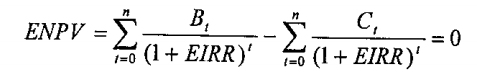 ENPV = \sum_{t=0}^{n} \frac{B_t}{(1 + EIRR)^t} - \sum_{t=0}^{n} \frac{C_t}{(1 + EIRR)^t} = 0